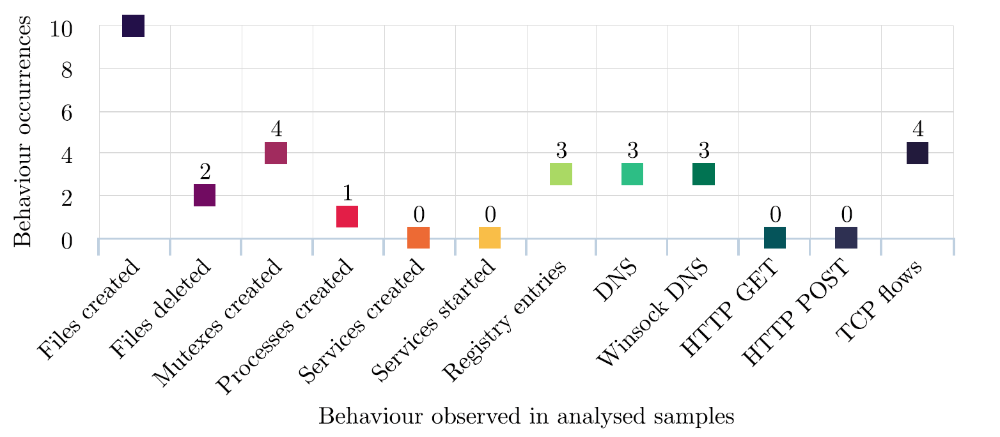 Behaviour occurrences
10
8
6
4
2
0
2
4
1
0
0
3
3
3
0
0
4
Files created
Files deleted
Mutexes created
Processes created
Services created
Services started
Registry entries
DNS
Winsock DNS
HTTP GET
HTTP POST
TCP flows
Behaviour observed in analysed samples